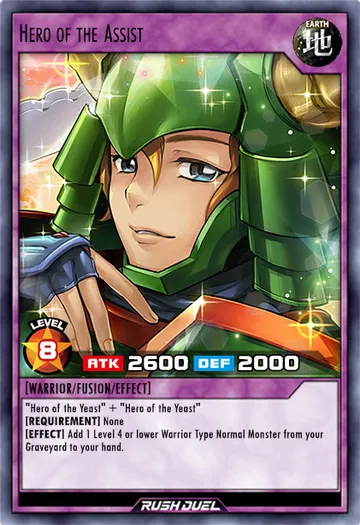 HERO OF THE ASSIST
EARTH
地
LEVEL
8
ATK 2600 DEF 2000
[WARRIOR/FUSION/EFFECT]
"Hero of the Yeast" + "Hero of the Yeast"
[REQUIREMENT] None
[EFFECT] Add 1 Level 4 or lower Warrior Type Normal Monster from your
Graveyard to your hand.
RUSH DUEL